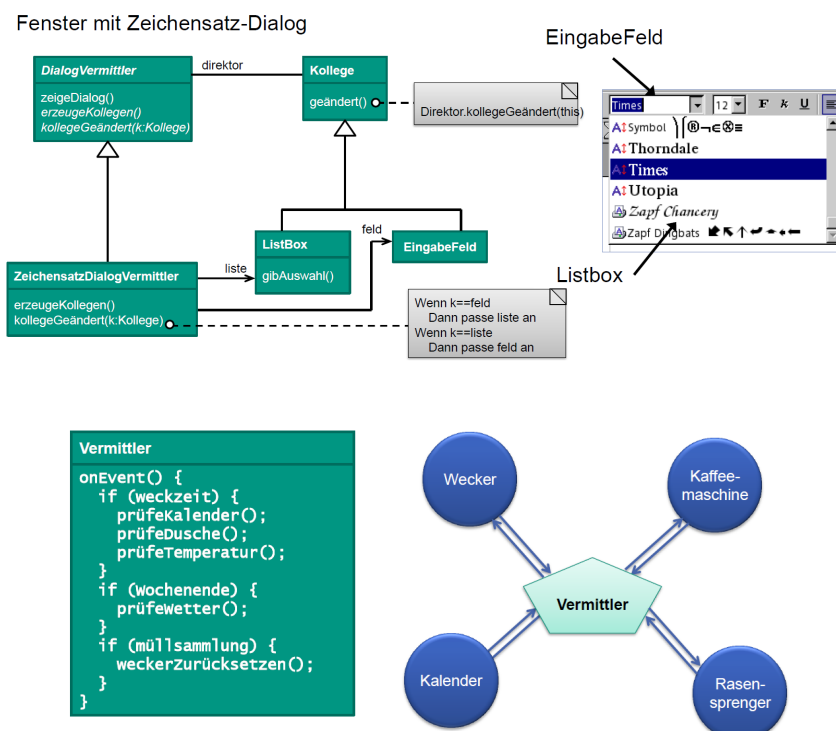 Fenster mit Zeichensatz-Dialog
DialogVermittler
zeigeDialog()
erzeugeKollegen()
kollegeGeändert(k:Kollege)
direktor
Kollege
geändert()
Direktor.kollegeGeändert(this)
ListBox
gibAuswahl()
feld
EingabeFeld
liste
ZeichensatzDialogVermittler
erzeugeKollegen()
kollegeGeändert(k:Kollege)
Wenn k==feld
Dann passe liste an
Wenn k==liste
Dann passe feld an
EingabeFeld
Times 12 F k U
Symbol ⎞⎧®¬∈⊗≡
Thorndale
Times
Utopia
Zapf Chancery
Zapf Dingbats
Listbox
Vermittler
onEvent() {
if (weckzeit) {
prüfeKalender();
prüfeDusche();
prüfeTemperatur();
}
if (Wochenende) {
prüfeWetter();
}
if (müllsammlung) {
weckerZurücksetzen();
}
}
Wecker
Kaffee-
maschine
Vermittler
Kalender
Rasen-
sprenger